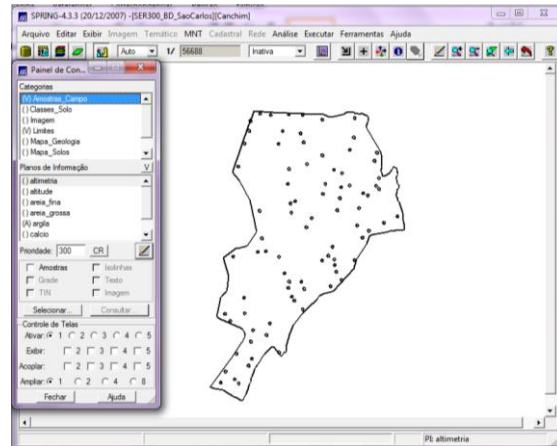 SPRING-4.3.3 (20/12/2007) -[SER300_BD_SaoCarlos][Canchim]
Arquivo Editar Exibir Imagem Temático MNT Cadastral Rede Análise Executar Ferramentas Ajuda
Auto 1/ 56688 Inativa
Painel de Con...
Categorias
(V) Amostras_Campo
( ) Classes_Solo
( ) Imagem
(V) Limites
( ) Mapa_Geologia
( ) Mapa_Solos
Planos de Informação V
( ) altimetria
( ) altitude
( ) areia_fina
( ) areia_grossa
(A) argila
( ) calcio
Prioridade: 300 CR
Amostras Isolinhas
Grade Texto
TIN Imagem
Selecionar... Consultar
Controle de Telas
Ativar: 1 2 3 4 5
Exibir: 2 3 4 5
Acoplar: 2 3 4 5
Ampliar: 1 2 4 8
Fechar Ajuda
PI: altimetria